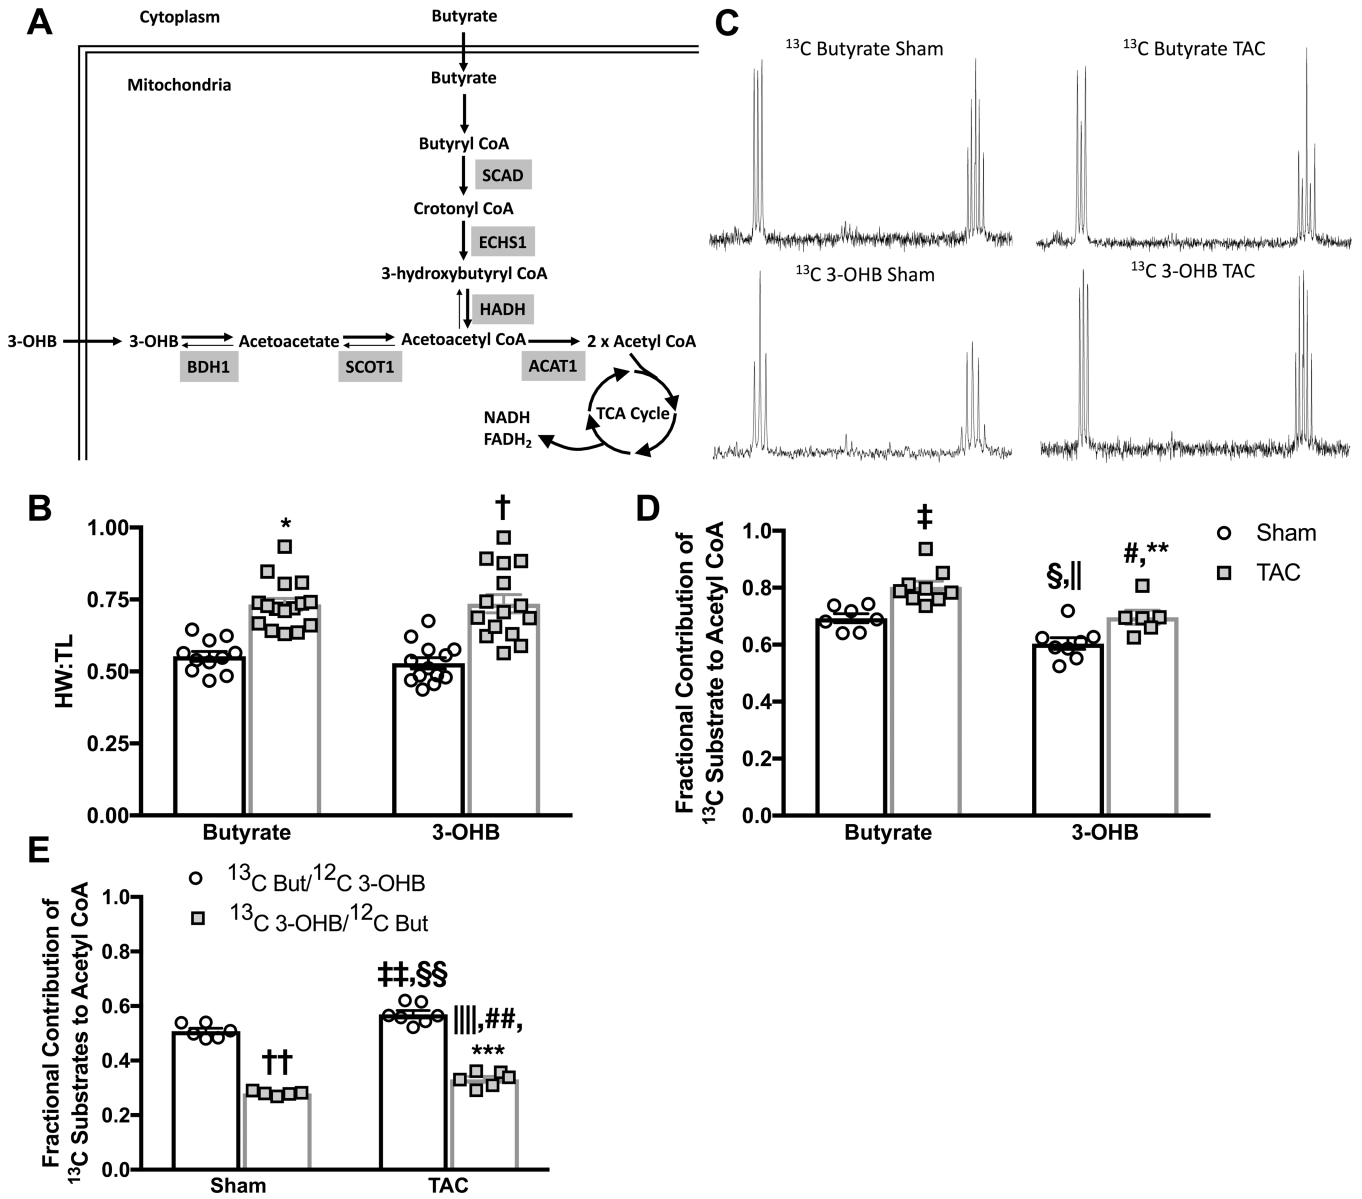 A
Cytoplasm
Butyrate
Mitochondria
Butyrate
Butyryl CoA
SCAD
Crotonyl CoA
ECHS1
3-hydroxybutyryl CoA
HADH
3-OHB
3-OHB
Acetoacetate
Acetoacetyl CoA
2 x Acetyl CoA
BDH1
SCOT1
ACAT1
TCA Cycle
NADH
FADH₂
C
¹³C Butyrate Sham
¹³C Butyrate TAC
¹³C 3-OHB Sham
¹³C 3-OHB TAC
B
HW:TL
1.00
0.75
0.50
0.25
0.00
*
†
Butyrate
3-OHB
D
Fractional Contribution of
¹³C Substrate to Acetyl CoA
1.0
0.8
0.6
0.4
0.2
0.0
‡
§,||
#,**
Sham
TAC
Butyrate
3-OHB
E
¹³C But/¹²C 3-OHB
¹³C 3-OHB/¹²C But
Fractional Contribution of
¹³C Substrates to Acetyl CoA
1.0
0.8
0.6
0.4
0.2
0.0
††
‡‡,§§
||||,##,
***
Sham
TAC